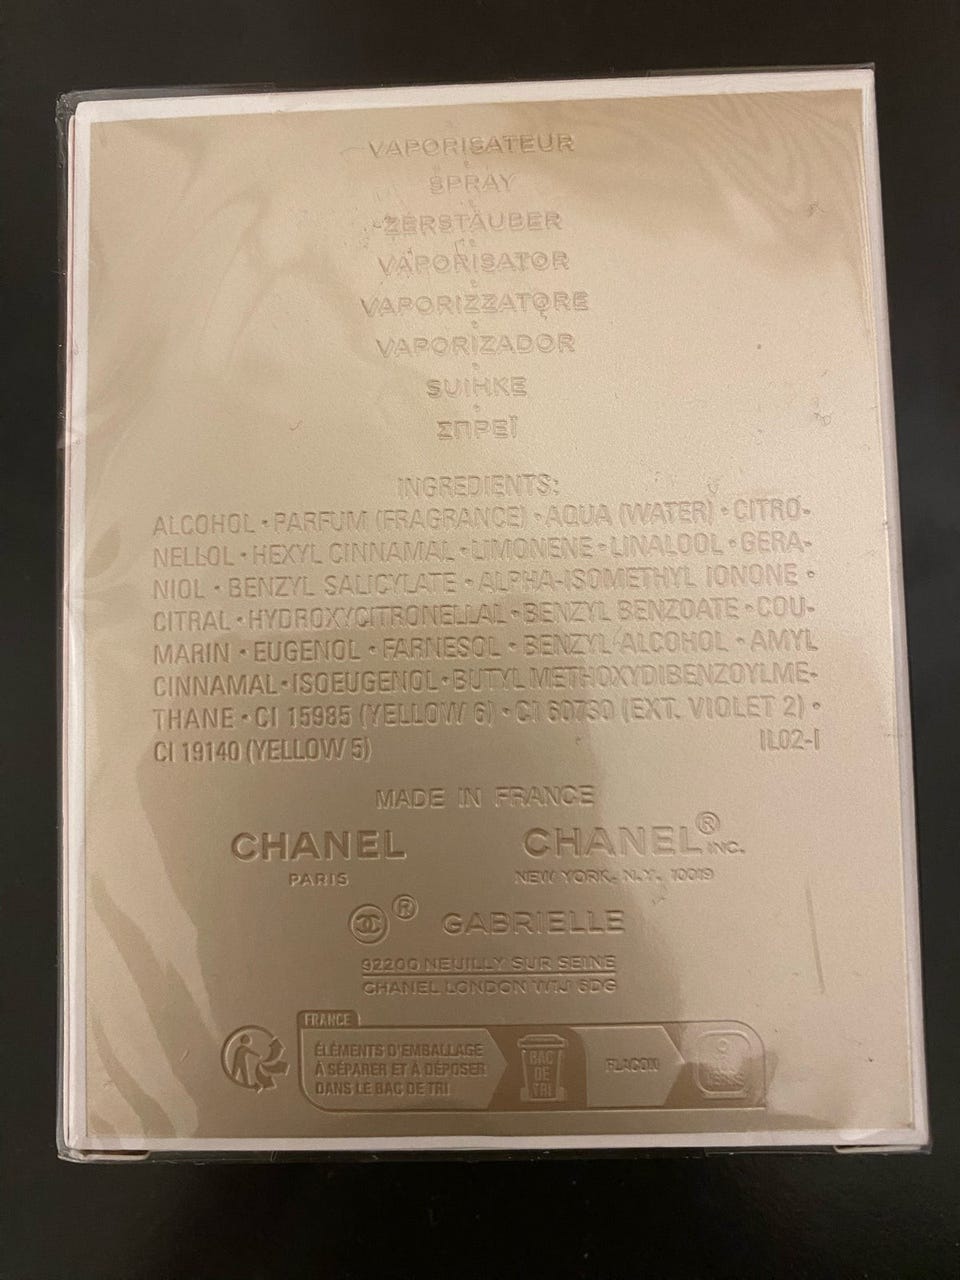 VAPORISATEUR
SPRAY
ZERSTÄUBER
VAPORISATOR
VAPORIZZATORE
VAPORIZADOR
SUIHKE
ΣΠΡΕΪ
INGREDIENTS:
ALCOHOL • PARFUM (FRAGRANCE) • AQUA (WATER) • CITRO-
NELLOL • HEXYL CINNAMAL • LIMONENE • LINALOOL • GERA-
NIOL • BENZYL SALICYLATE • ALPHA-ISOMETHYL IONONE •
CITRAL • HYDROXYCITRONELLAL • BENZYL BENZOATE • COU-
MARIN • EUGENOL • FARNESOL • BENZYL ALCOHOL • AMYL
CINNAMAL • ISOEUGENOL • BUTYL METHOXYDIBENZOYLME-
THANE • CI 15985 (YELLOW 6) • CI 60730 (EXT. VIOLET 2) •
CI 19140 (YELLOW 5) IL02-I
MADE IN FRANCE
CHANEL CHANEL® INC.
PARIS NEW YORK, N.Y. 10019
® GABRIELLE
92200 NEUILLY SUR SEINE
CHANEL LONDON W1J 6DG
FRANCE
ÉLÉMENTS D'EMBALLAGE
À SÉPARER ET À DÉPOSER
DANS LE BAC DE TRI
BAC
DE
TRI
FLACON